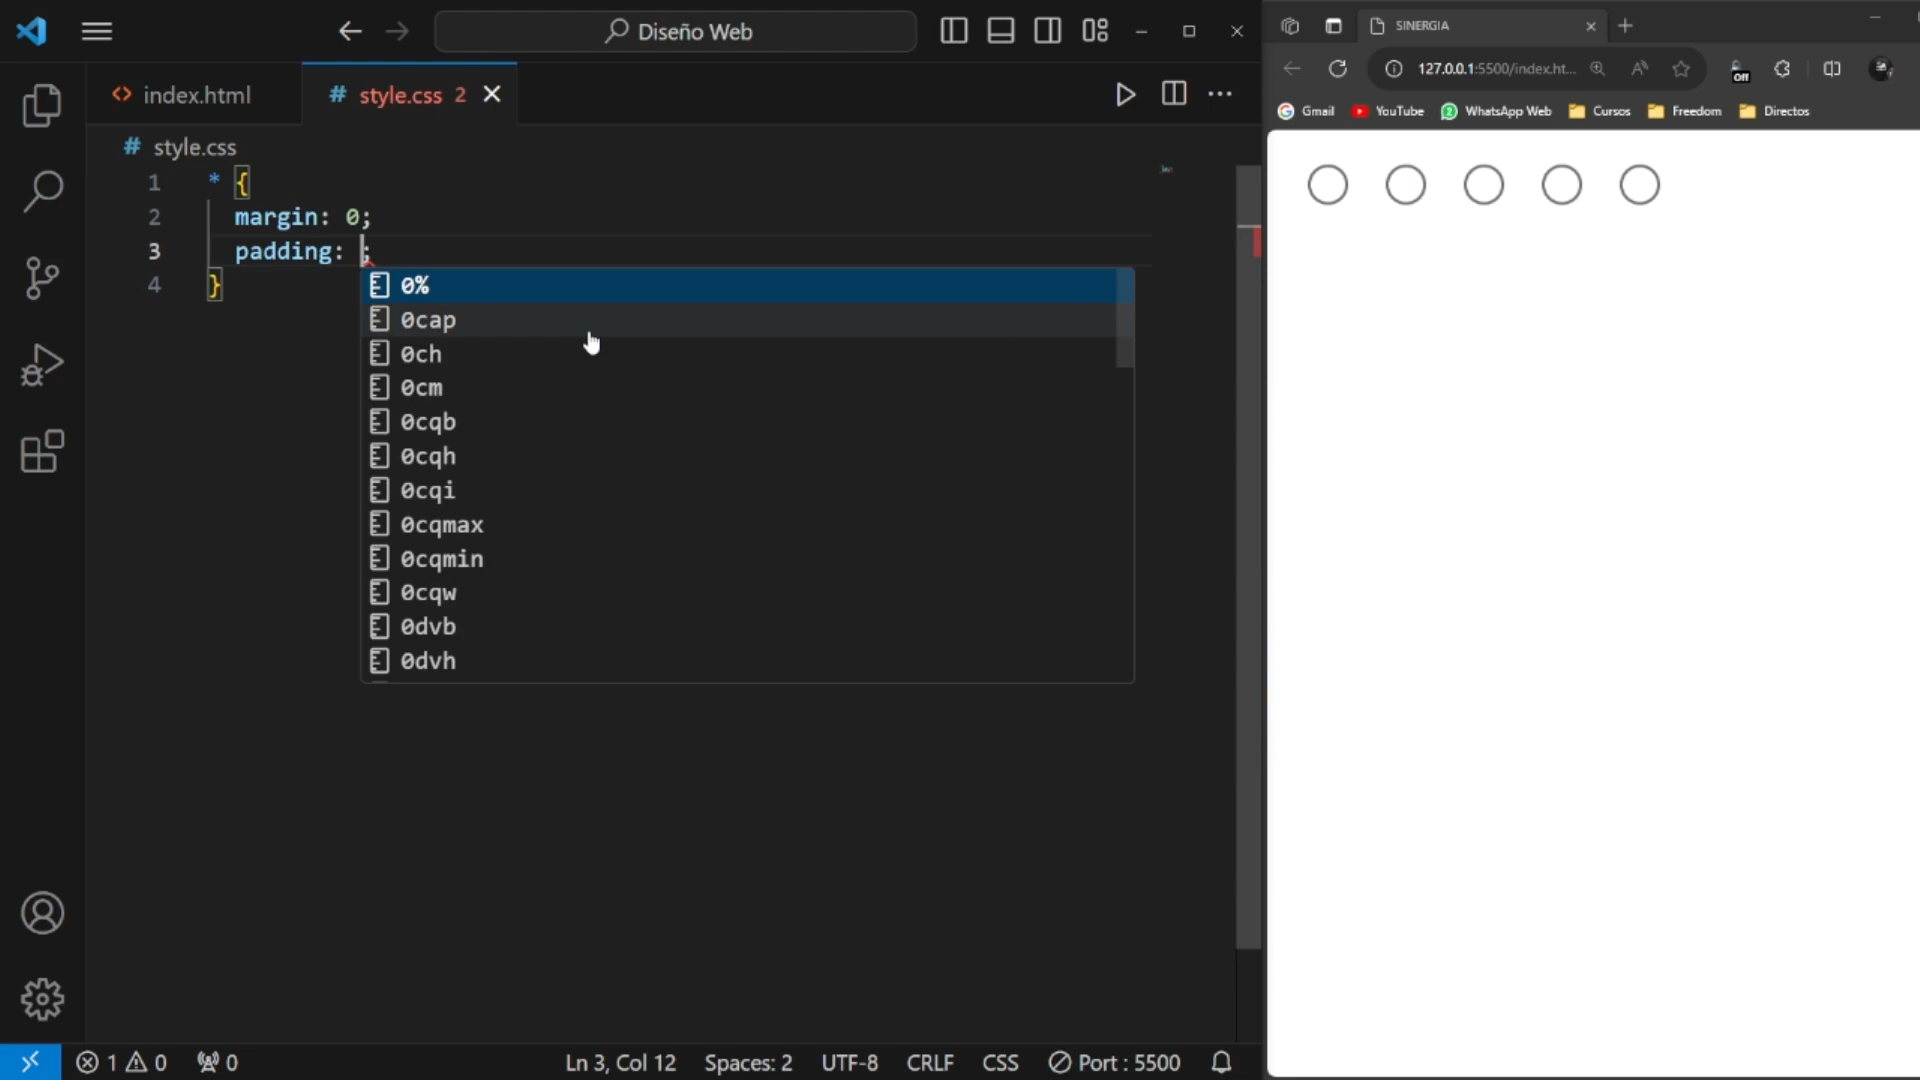 Diseño Web
index.html
# style.css 2
# style.css
1 * {
2 margin: 0;
3 padding: ;
4 }
0%
0cap
0ch
0cm
0cqb
0cqh
0cqi
0cqmax
0cqmin
0cqw
0dvb
0dvh
1 0 0
Ln 3, Col 12 Spaces: 2 UTF-8 CRLF CSS Port : 5500
SINERGIA
127.0.0.1:5500/index.ht...
Off
Gmail YouTube WhatsApp Web Cursos Freedom Directos